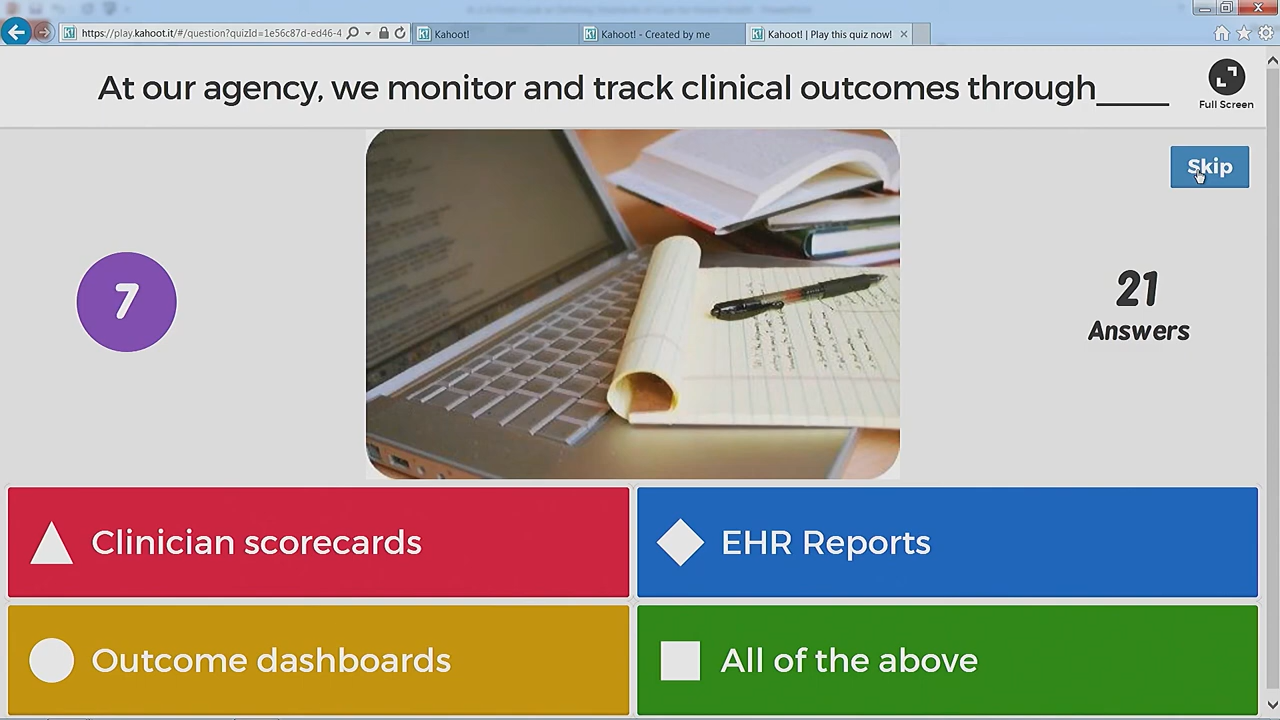 https://play.kahoot.it/#/question?quizId=1e56c87d-ed46-4
Kahoot!
Kahoot! - Created by me
Kahoot! | Play this quiz now!
At our agency, we monitor and track clinical outcomes through_____
Full Screen
Skip
7
21
Answers
Clinician scorecards
EHR Reports
Outcome dashboards
All of the above